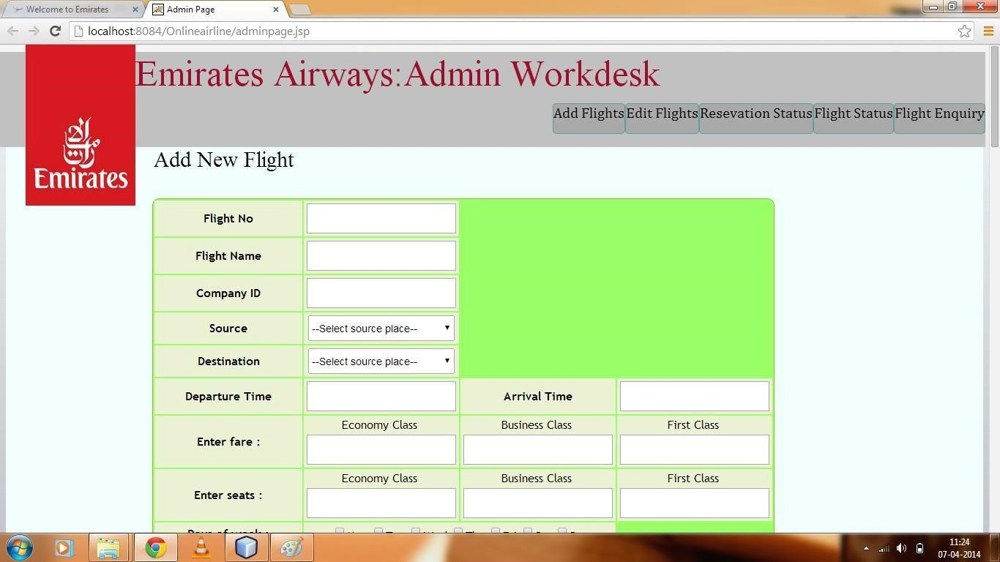 Welcome to Emirates
Admin Page
localhost:8084/Onlineairline/adminpage.jsp
Emirates Airways:Admin Workdesk
Add Flights Edit Flights Resevation Status Flight Status Flight Enquiry
Emirates
Add New Flight
Flight No
Flight Name
Company ID
Source --Select source place--
Destination --Select source place--
Departure Time Arrival Time
Economy Class Business Class First Class
Enter fare :
Economy Class Business Class First Class
Enter seats :
Days of week :
11:24
07-04-2014